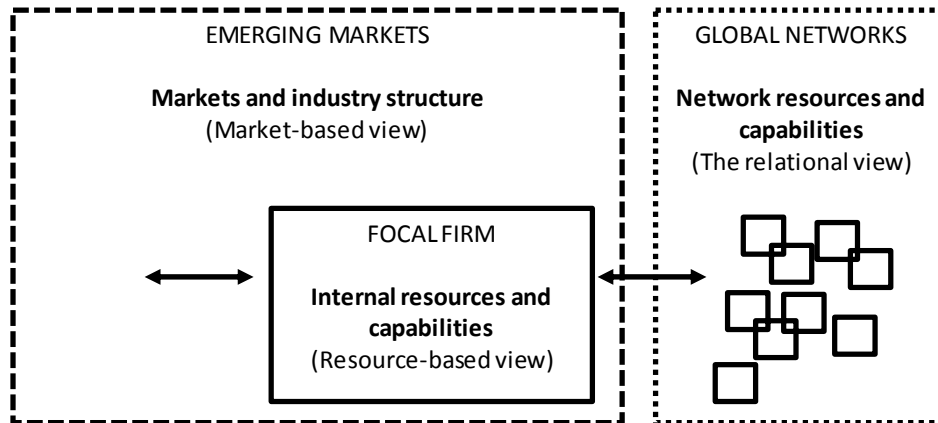 EMERGING MARKETS
Markets and industry structure
(Market-based view)
FOCAL FIRM
Internal resources and
capabilities
(Resource-based view)
GLOBAL NETWORKS
Network resources and
capabilities
(The relational view)